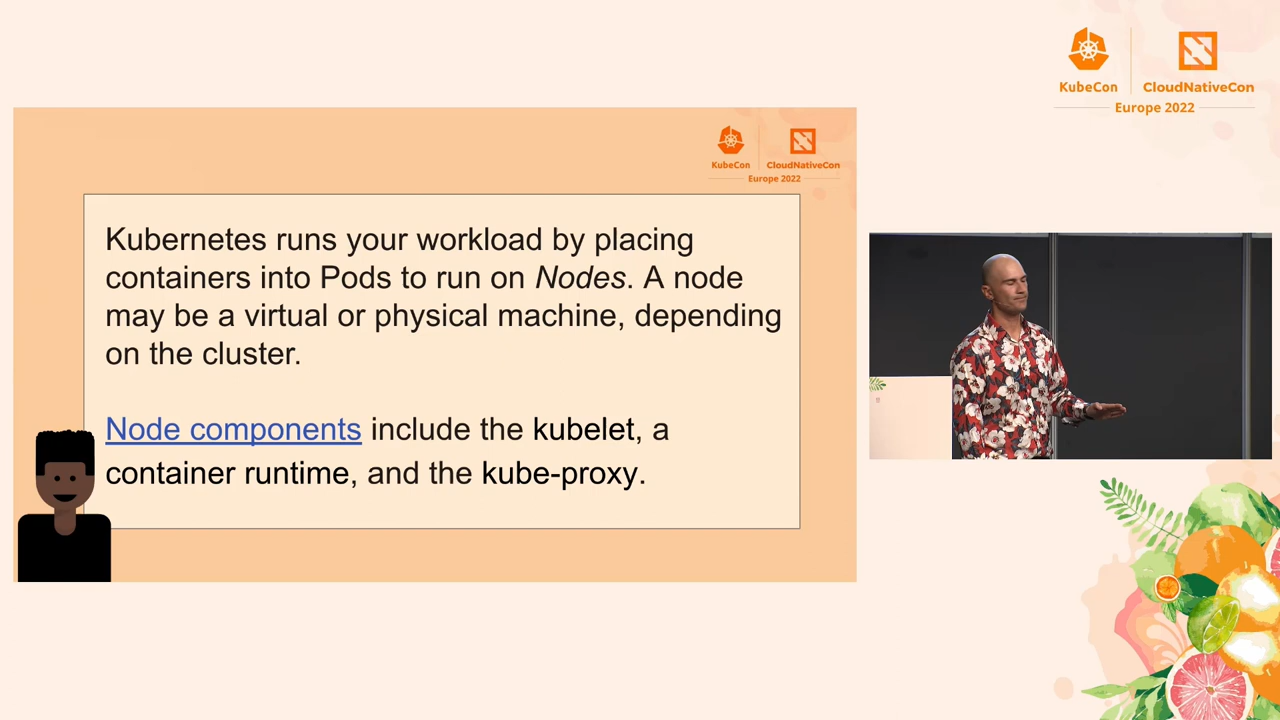 KubeCon
CloudNativeCon
Europe 2022
KubeCon
CloudNativeCon
Europe 2022
Kubernetes runs your workload by placing
containers into Pods to run on Nodes. A node
may be a virtual or physical machine, depending
on the cluster.
Node components include the kubelet, a
container runtime, and the kube-proxy.